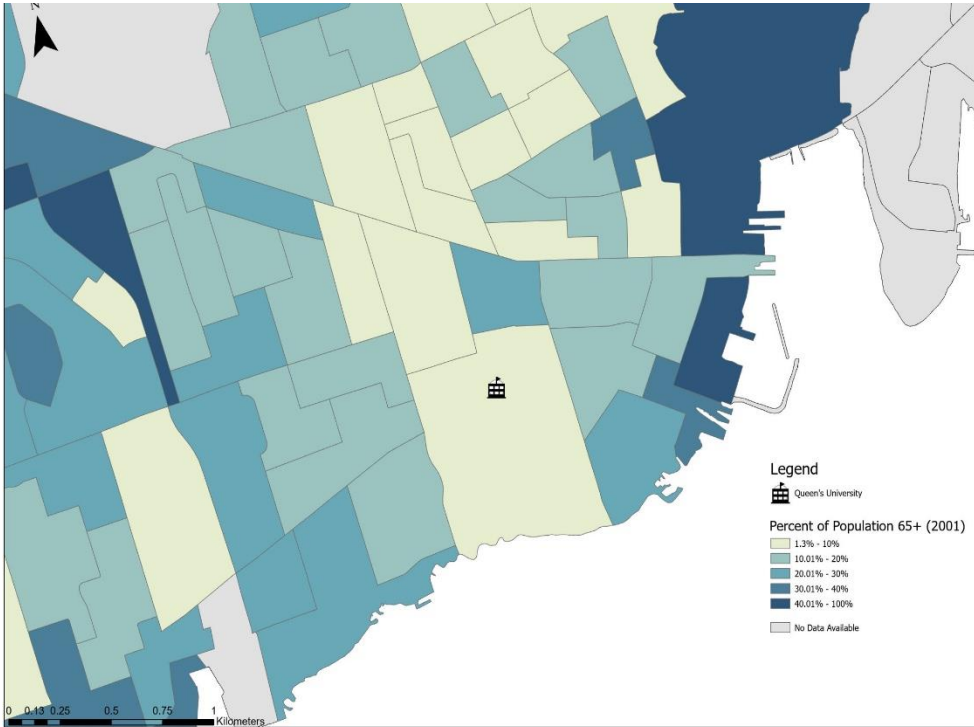 N
Legend
Queen's University
Percent of Population 65+ (2001)
1.3% - 10%
10.01% - 20%
20.01% - 30%
30.01% - 40%
40.01% - 100%
No Data Available
0 0.13 0.25 0.5 0.75 1
Kilometers